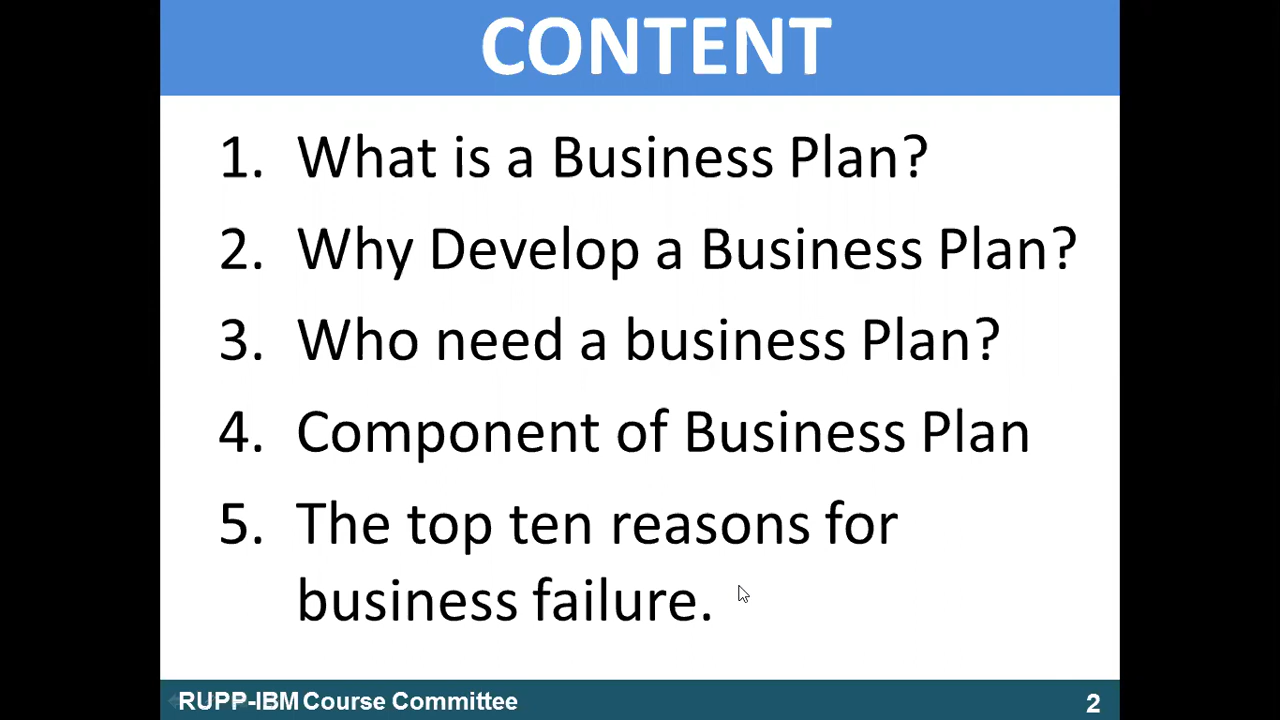 CONTENT
1. What is a Business Plan?
2. Why Develop a Business Plan?
3. Who need a business Plan?
4. Component of Business Plan
5. The top ten reasons for
business failure.
RUPP-IBM Course Committee
2